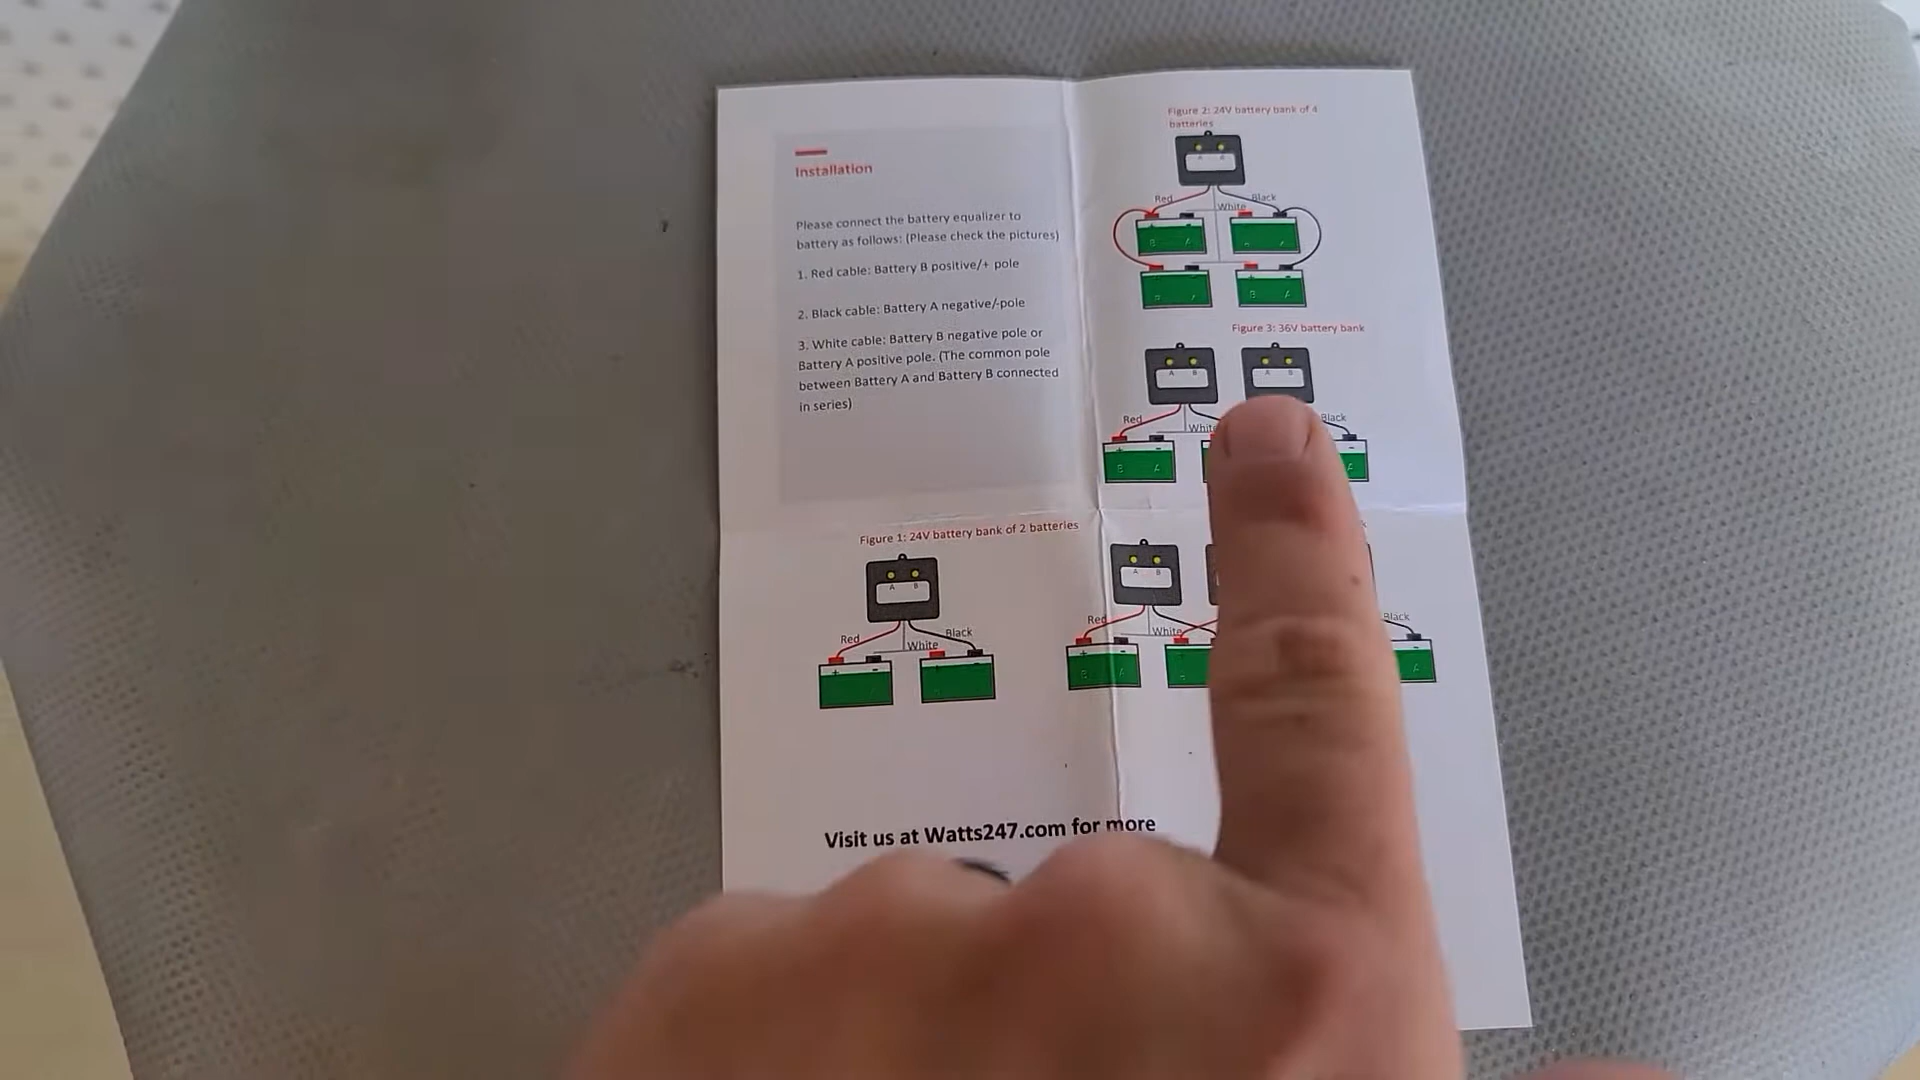 Installation
Please connect the battery equalizer to
battery as follows: (Please check the pictures)
1. Red cable: Battery B positive/+ pole
2. Black cable: Battery A negative/-pole
3. White cable: Battery B negative pole or
Battery A positive pole. (The common pole
between Battery A and Battery B connected
in series)
Figure 2: 24V battery bank of 4
batteries
A B
Red
White
Black
B A
B A
Figure 3: 36V battery bank
A B
A B
Red
White
Black
B A
A
Figure 1: 24V battery bank of 2 batteries
A B
Red
White
Black
A B
Red
White
Black
B A
A
Visit us at Watts247.com for more